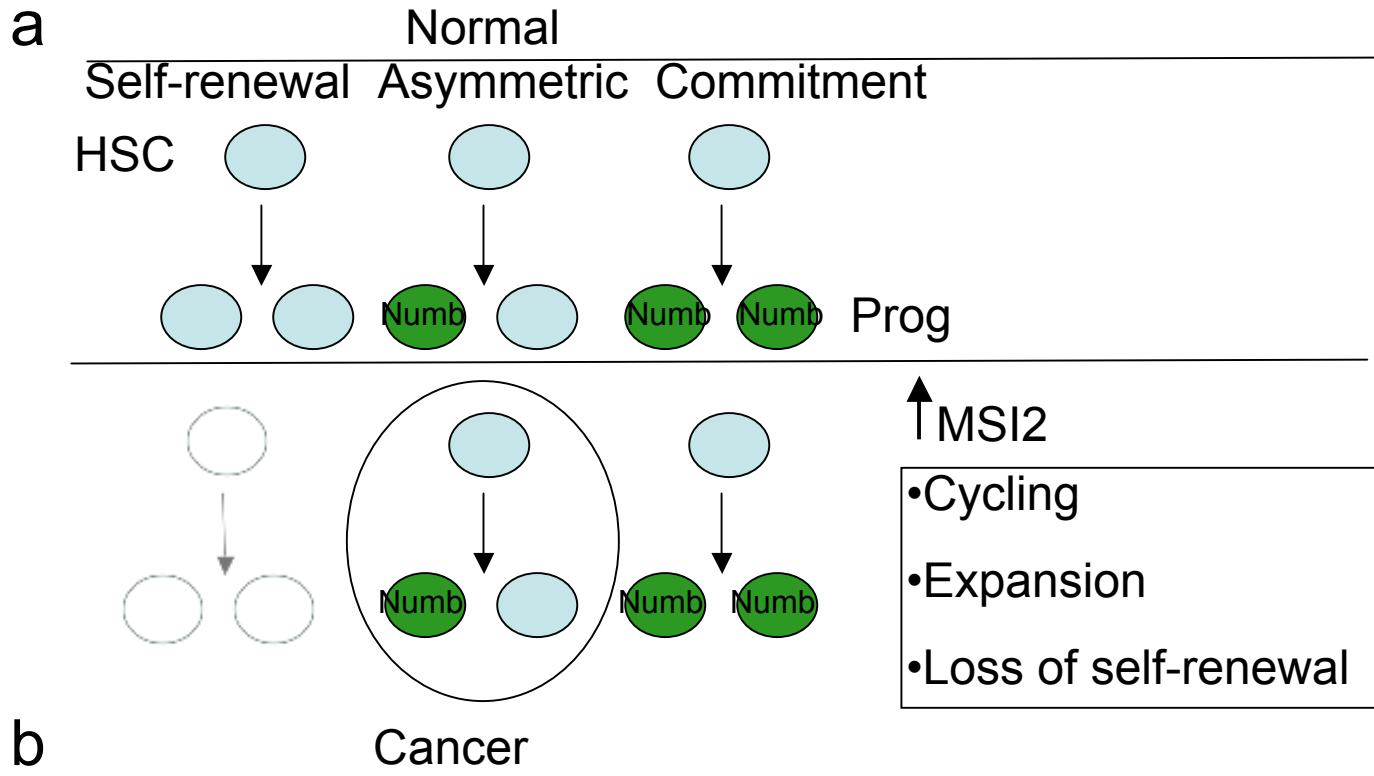 a
Normal
Self-renewal Asymmetric Commitment
HSC
Numb Numb Numb Prog
MSI2
•Cycling
Numb Numb Numb
•Expansion
•Loss of self-renewal
b
Cancer